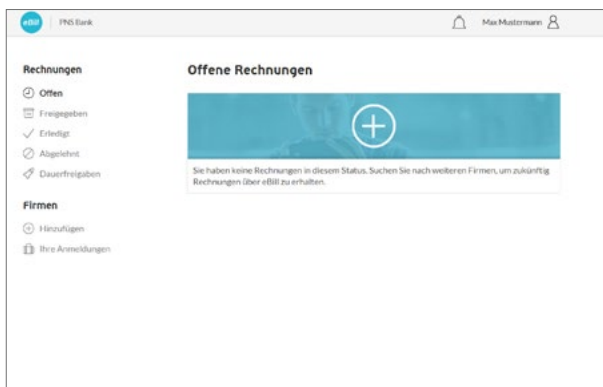 eBill PNS Bank Max Mustermann
Rechnungen
Offen
Freigegeben
Erledigt
Abgelehnt
Dauerfreigaben
Firmen
Hinzufügen
Ihre Anmeldungen
Offene Rechnungen
Sie haben keine Rechnungen in diesem Status. Suchen Sie nach weiteren Firmen, um zukünftig
Rechnungen über eBill zu erhalten.